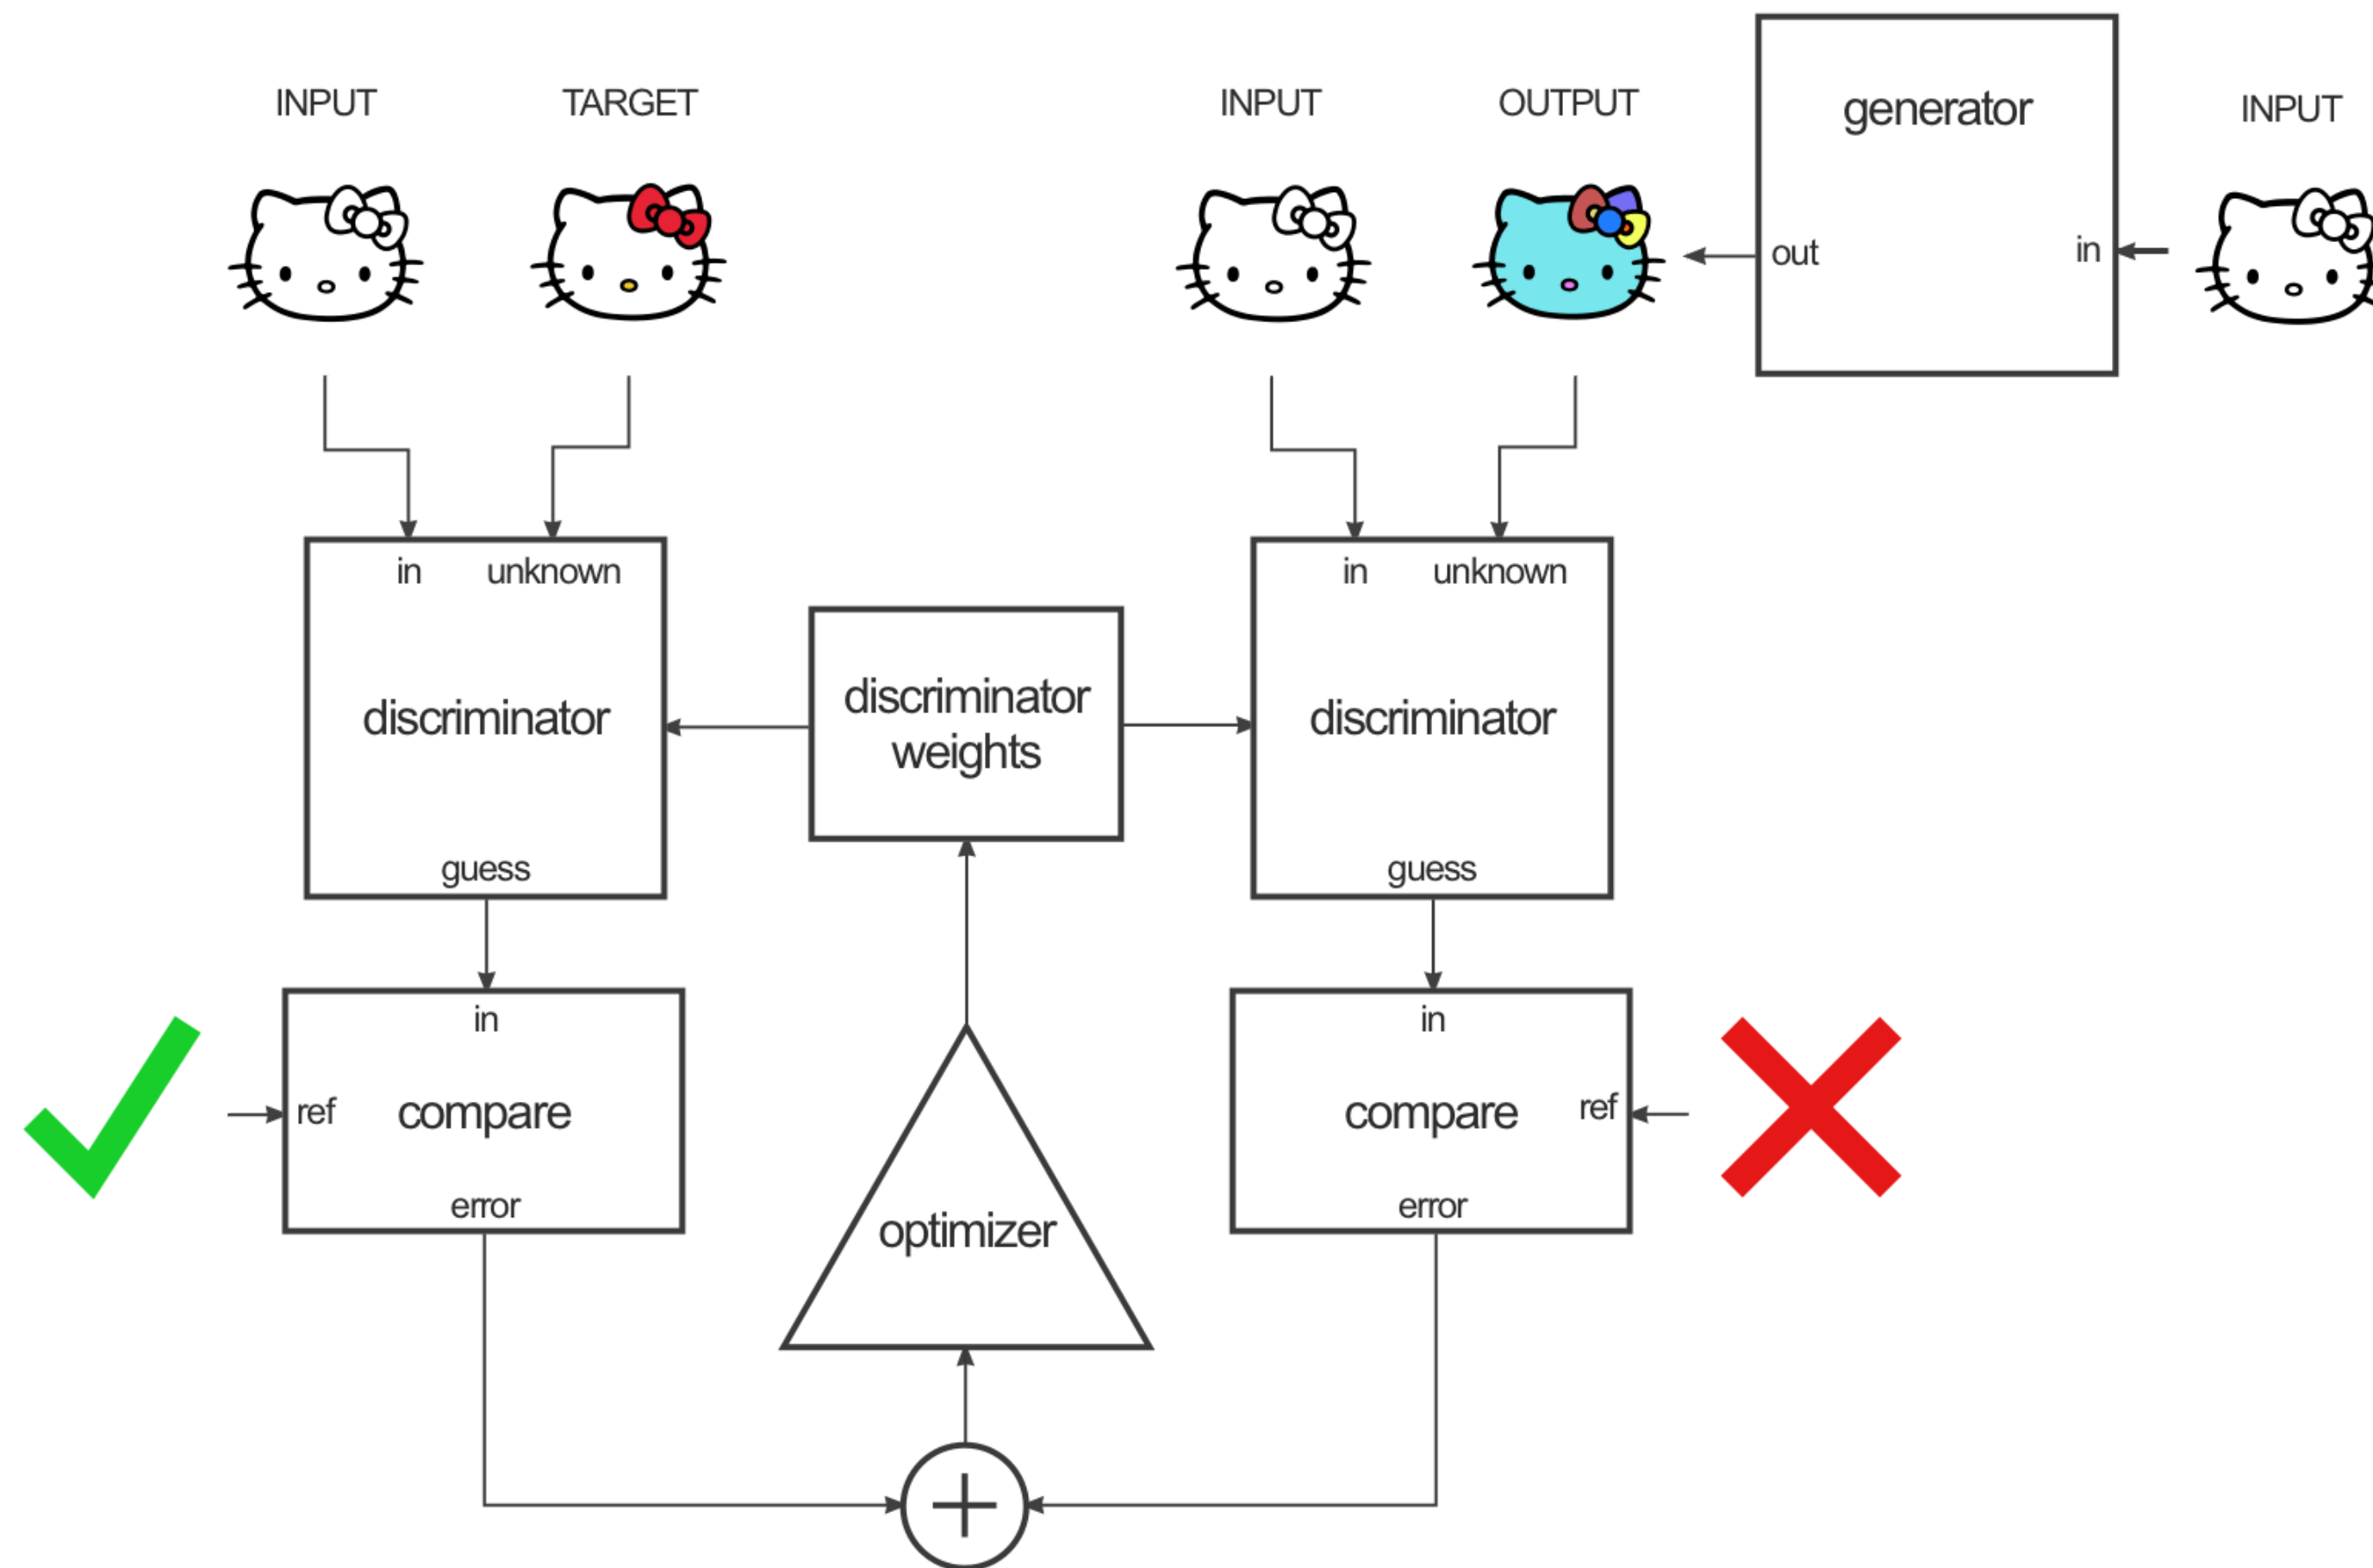 INPUT
TARGET
INPUT
OUTPUT
generator
INPUT
out
in
in
unknown
in
unknown
discriminator
discriminator
weights
discriminator
guess
guess
in
in
ref
compare
compare
ref
error
error
optimizer
+